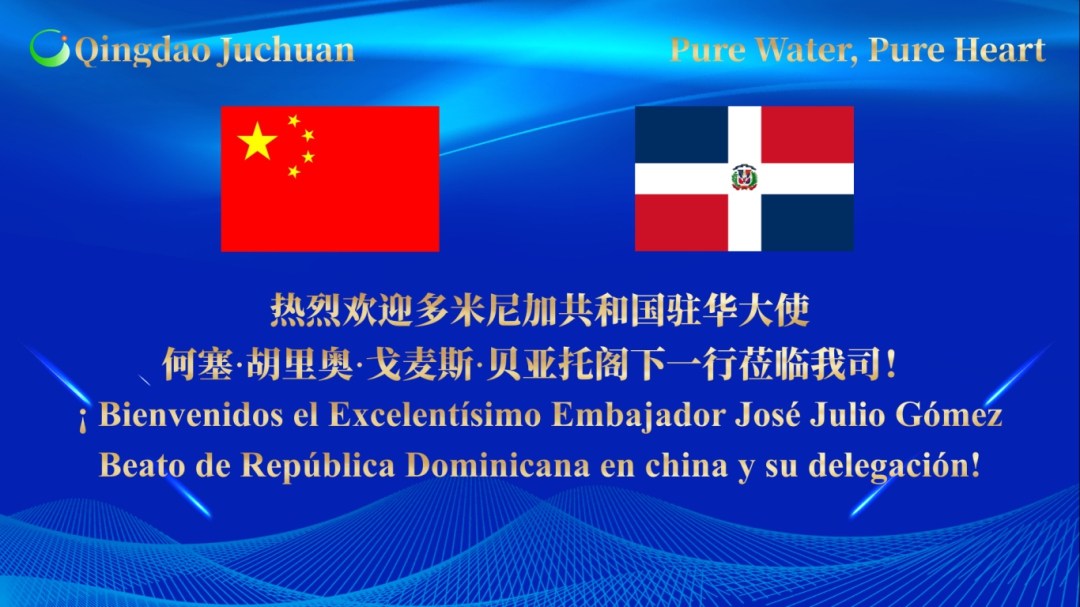 Qingdao Juchuan
Pure Water, Pure Heart
热烈欢迎多米尼加共和国驻华大使
何塞·胡里奥·戈麦斯·贝亚托阁下一行莅临我司！
¡ Bienvenidos el Excelentísimo Embajador José Julio Gómez
Beato de República Dominicana en china y su delegación!